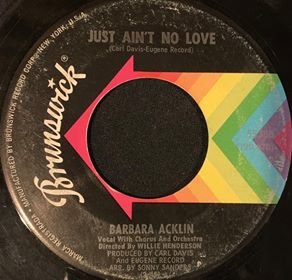 JUST AIN'T NO LOVE
(Carl Davis-Eugene Record)
Brunswick
MANUFACTURED BY BRUNSWICK RECORD CORP., NEW YORK, U.S.A.
MARCA REGISTRADA
BARBARA ACKLIN
Vocal With Chorus And Orchestra
Directed By WILLIE HENDERSON
PRODUCED BY CARL DAVIS
AND EUGENE RECORD
ARR. BY SONNY SANDERS